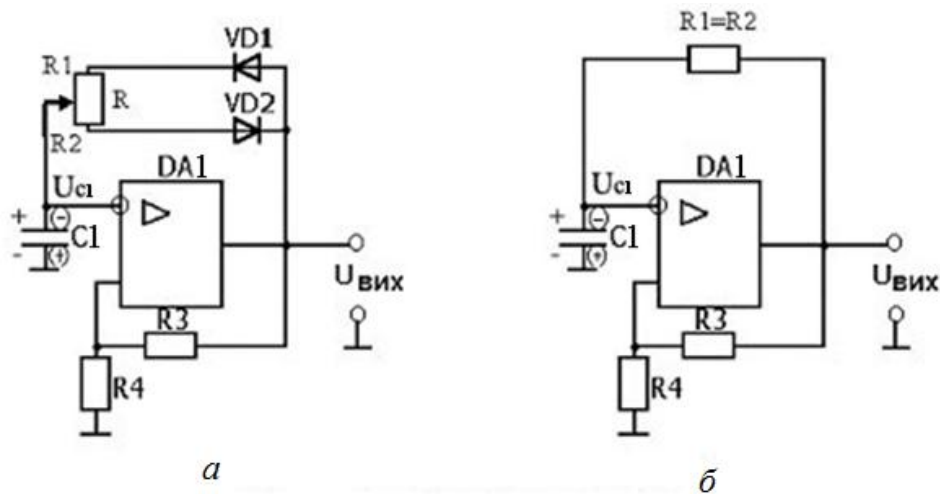 VD1
R1
R
VD2
R2
DA1
Uc1
+
(-)
C1
-
(+)
Uвих
R3
R4
а
R1=R2
DA1
Uc1
+
(-)
C1
-
(+)
Uвих
R3
R4
б